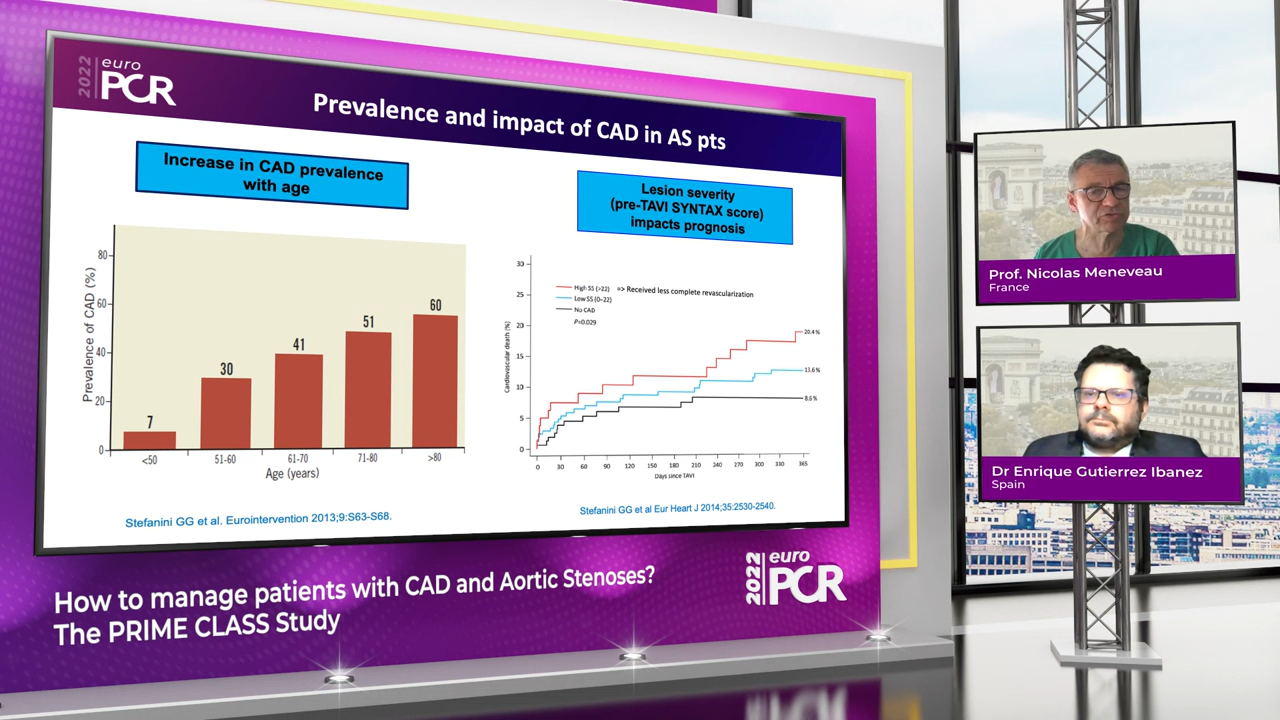 2022 euro
PCR
Prevalence and impact of CAD in AS pts
Increase in CAD prevalence
with age
Prevalence of CAD (%)
80
60
40
20
0
7
30
41
51
60
<50
51-60
61-70
71-80
>80
Age (years)
Stefanini GG et al. Eurointervention 2013;9:S63-S68.
Lesion severity
(pre-TAVI SYNTAX score)
impacts prognosis
Cardiovascular death (%)
30
25
20
15
10
5
0
High SS (>22) => Received less complete revascularization
Low SS (0–22)
No CAD
P=0.029
20.4 %
13.6 %
8.6 %
0 30 60 90 120 150 180 210 240 270 300 330 365
Days since TAVI
Stefanini GG et al Eur Heart J 2014;35:2530-2540.
How to manage patients with CAD and Aortic Stenoses?
The PRIME CLASS Study
2022 euro
PCR
Prof. Nicolas Meneveau
France
Dr Enrique Gutierrez Ibanez
Spain